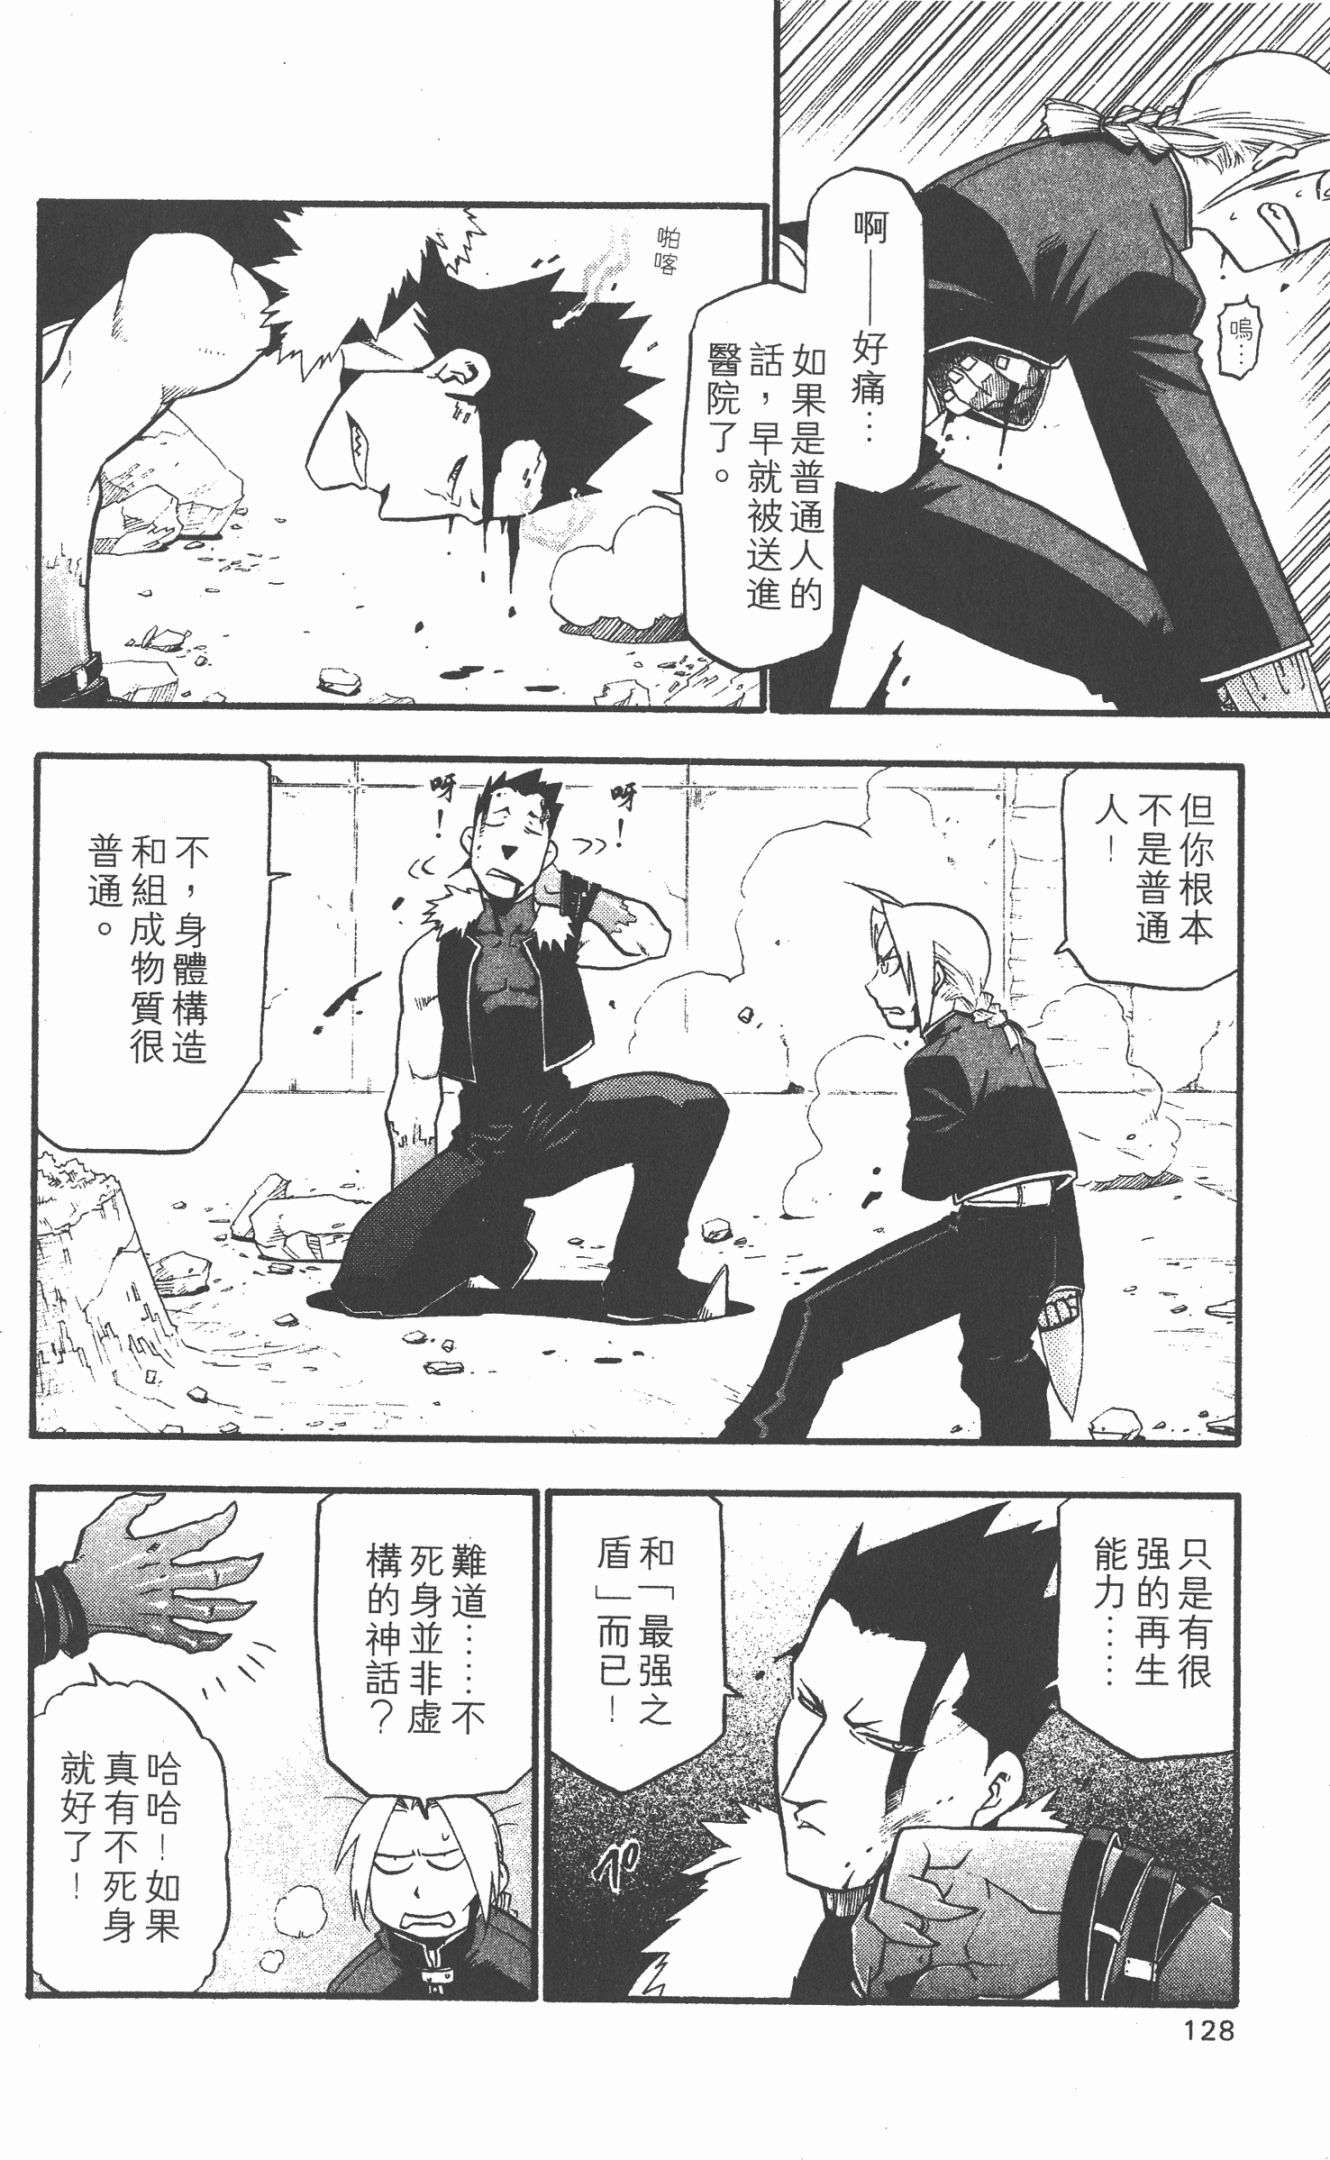 嗚…
啊——好痛…
如果是普通人的
話，早就被送進
醫院了。
啪
喀
但你根本
不是普通
人！
呀！
呀！
不，身體構造
和組成物質很
普通。
只是有很
强的再生
能力……
和「最强之
盾」而已！
難道……不
死身並非虛
構的神話？
哈哈！如果
真有不死身
就好了！
128